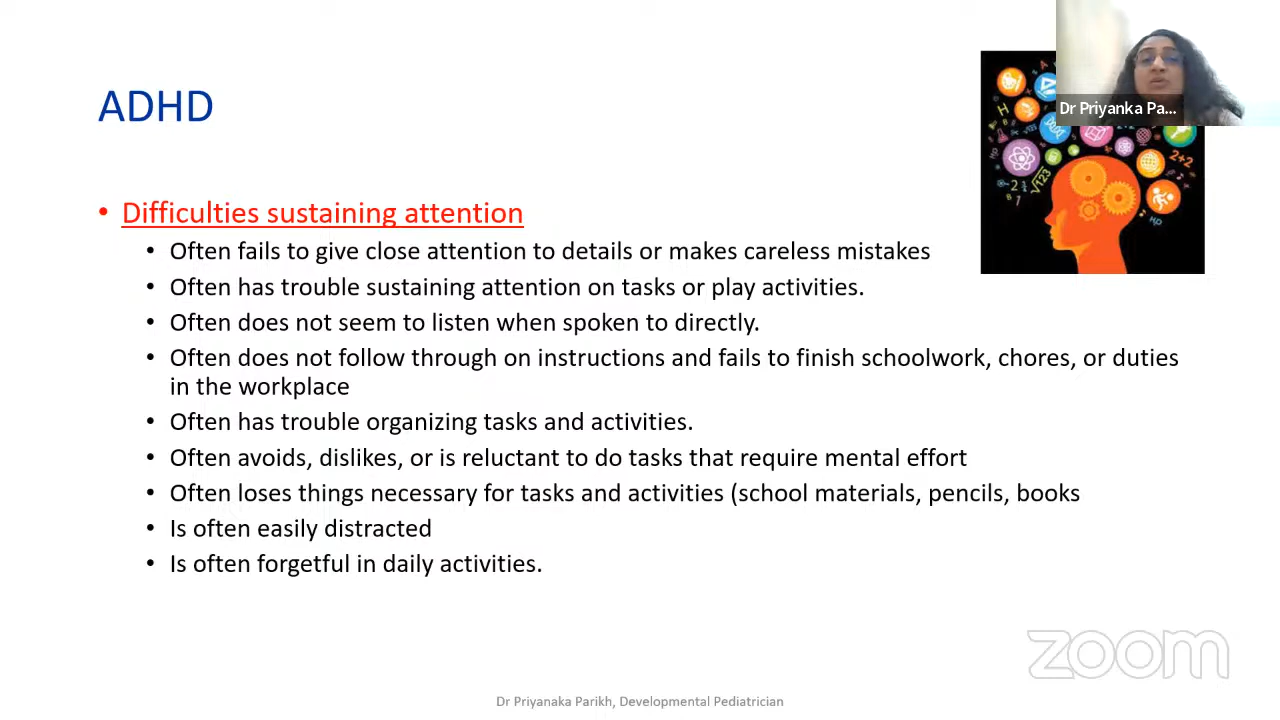 ADHD
Dr Priyanka Pa...
• Difficulties sustaining attention
• Often fails to give close attention to details or makes careless mistakes
• Often has trouble sustaining attention on tasks or play activities.
• Often does not seem to listen when spoken to directly.
• Often does not follow through on instructions and fails to finish schoolwork, chores, or duties
in the workplace
• Often has trouble organizing tasks and activities.
• Often avoids, dislikes, or is reluctant to do tasks that require mental effort
• Often loses things necessary for tasks and activities (school materials, pencils, books
• Is often easily distracted
• Is often forgetful in daily activities.
H
2+2
√123
zoom
Dr Priyanaka Parikh, Developmental Pediatrician